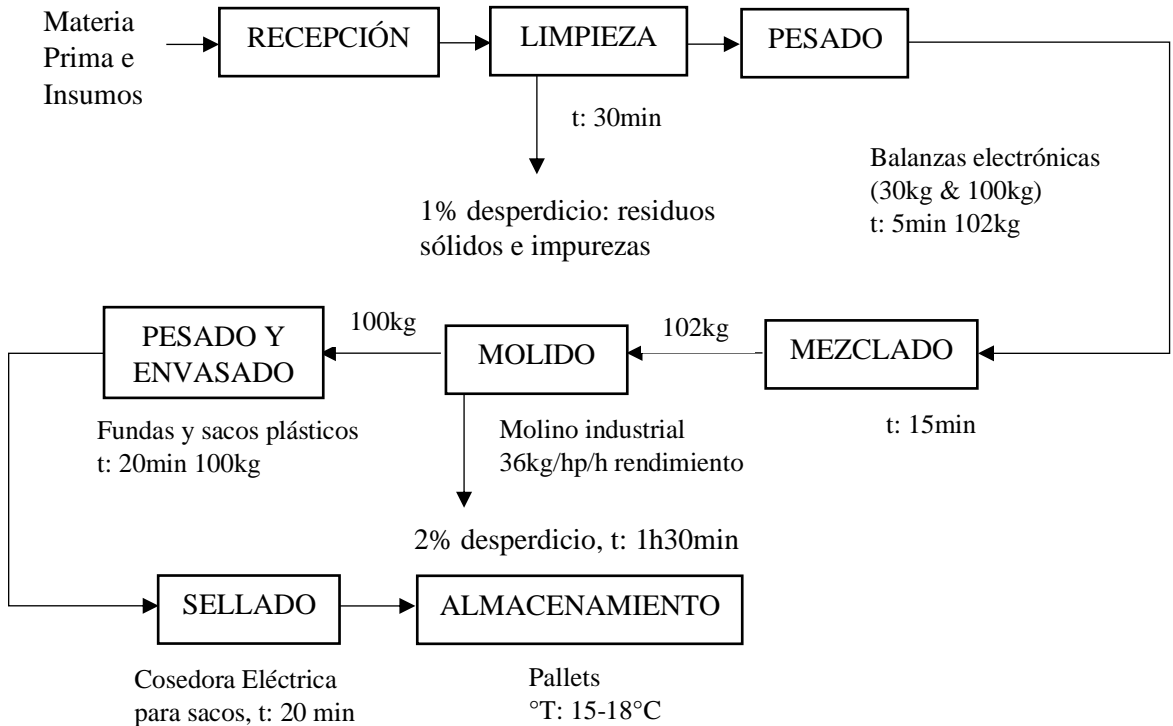 Materia
Prima e
Insumos
RECEPCIÓN
LIMPIEZA
PESADO
t: 30min
1% desperdicio: residuos
sólidos e impurezas
Balanzas electrónicas
(30kg & 100kg)
t: 5min 102kg
PESADO Y
ENVASADO
100kg
MOLIDO
102kg
MEZCLADO
Fundas y sacos plásticos
t: 20min 100kg
Molino industrial
36kg/hp/h rendimiento
t: 15min
2% desperdicio, t: 1h30min
SELLADO
ALMACENAMIENTO
Cosedora Eléctrica
para sacos, t: 20 min
Pallets
°T: 15-18°C